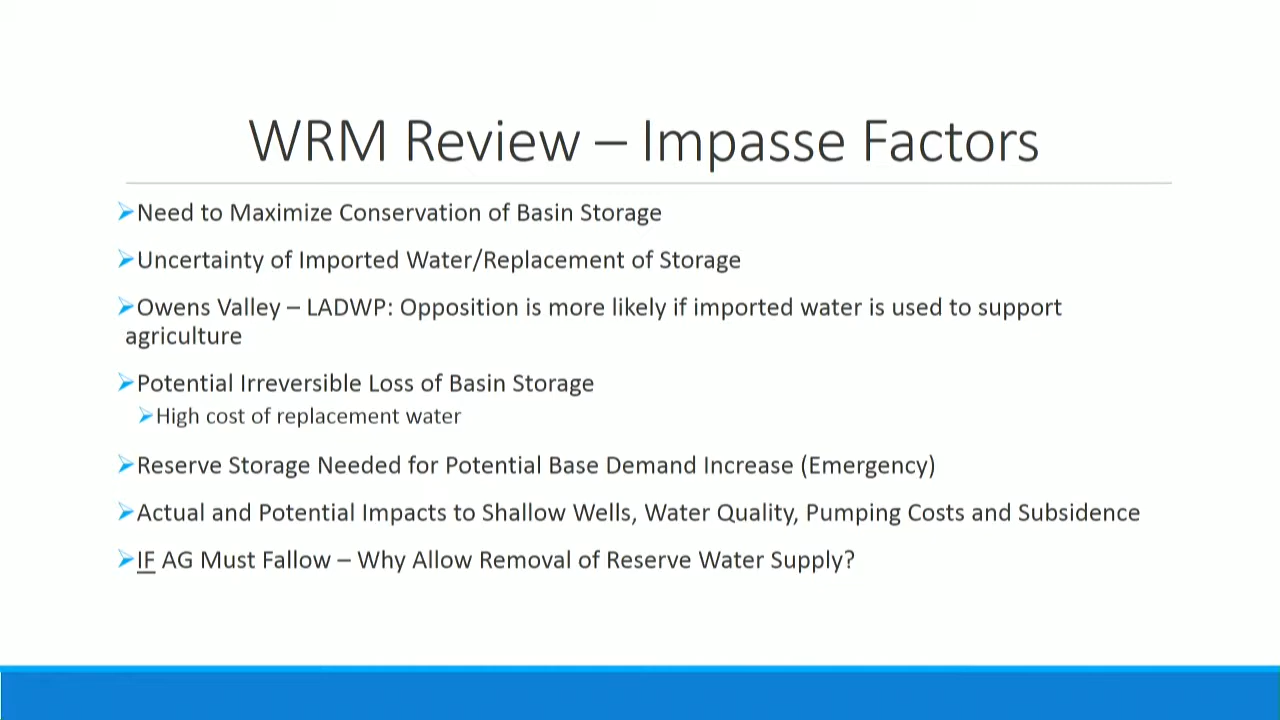 WRM Review – Impasse Factors
Need to Maximize Conservation of Basin Storage
Uncertainty of Imported Water/Replacement of Storage
Owens Valley – LADWP: Opposition is more likely if imported water is used to support
agriculture
Potential Irreversible Loss of Basin Storage
High cost of replacement water
Reserve Storage Needed for Potential Base Demand Increase (Emergency)
Actual and Potential Impacts to Shallow Wells, Water Quality, Pumping Costs and Subsidence
IF AG Must Fallow – Why Allow Removal of Reserve Water Supply?